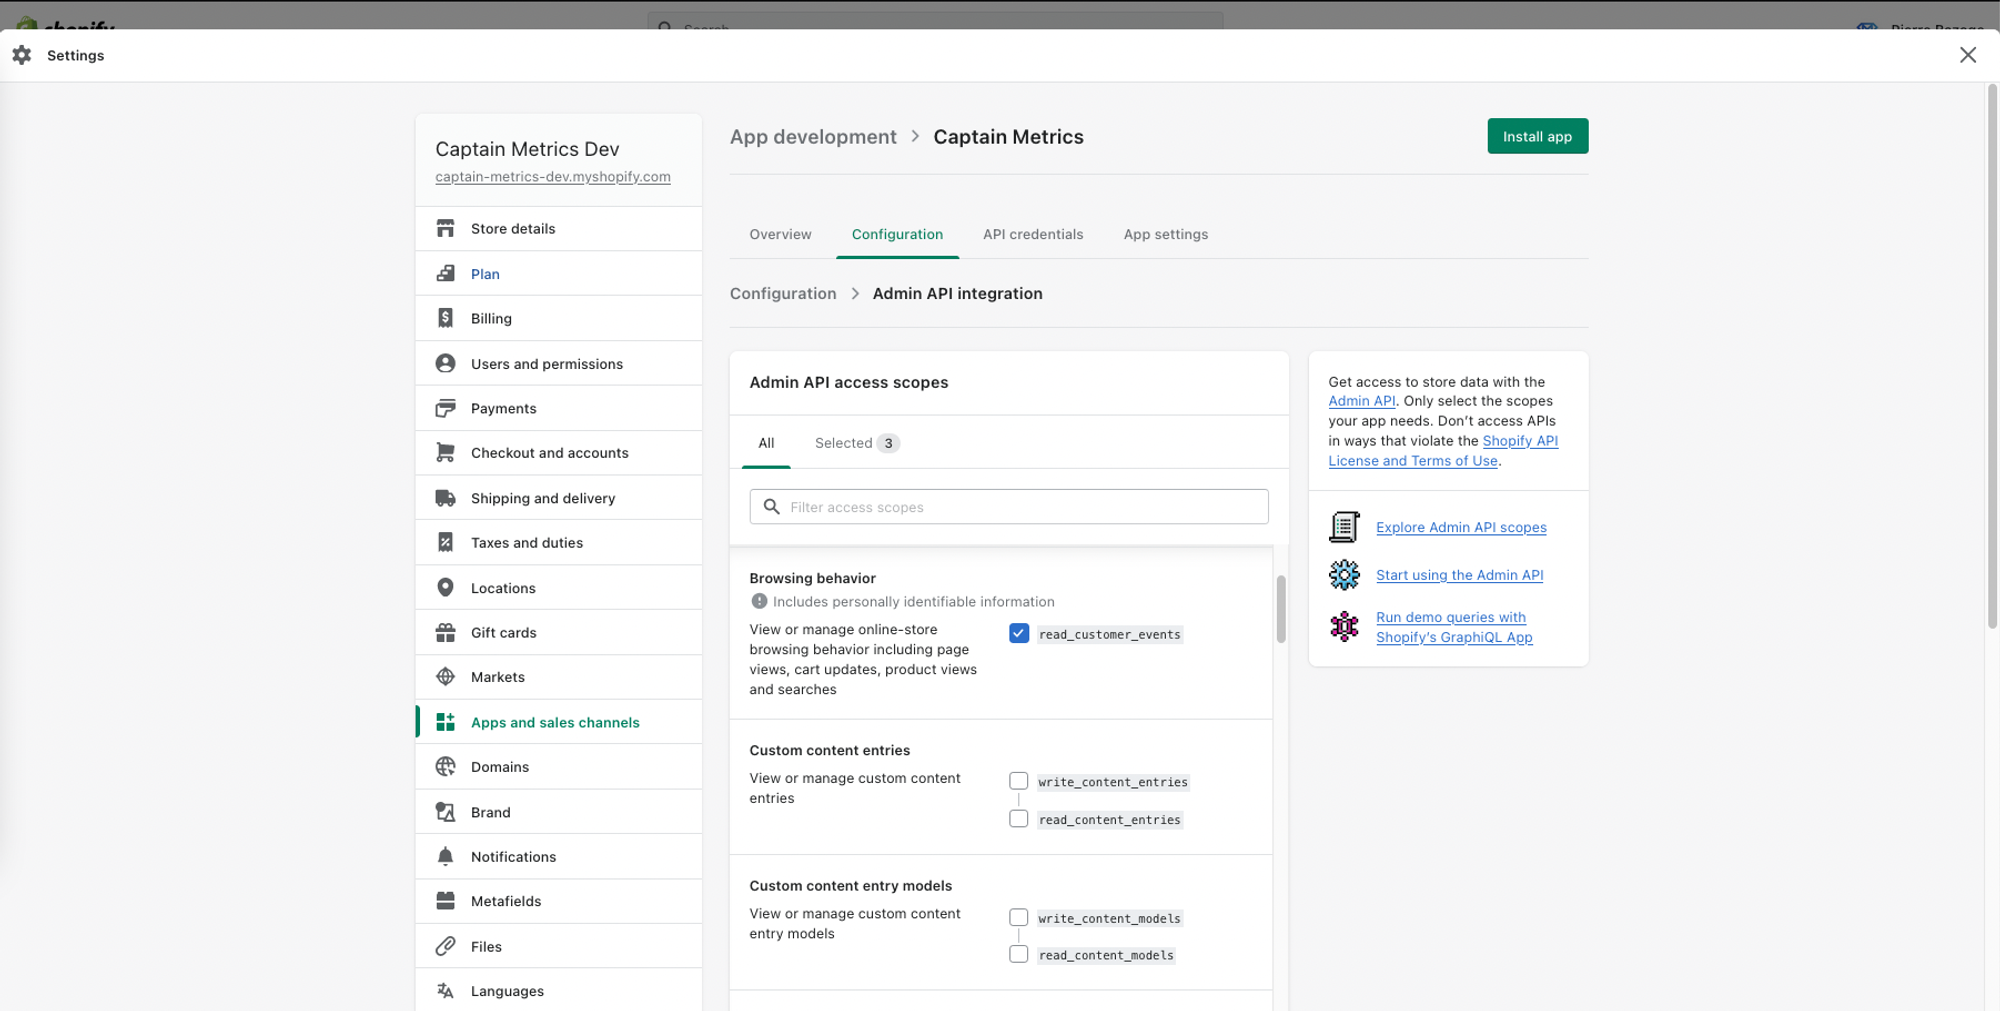 shopify
Search
Settings
Captain Metrics Dev
captain-metrics-dev.myshopify.com
Store details
Plan
Billing
Users and permissions
Payments
Checkout and accounts
Shipping and delivery
Taxes and duties
Locations
Gift cards
Markets
Apps and sales channels
Domains
Brand
Notifications
Metafields
Files
Languages
App development > Captain Metrics
Install app
Overview
Configuration
API credentials
App settings
Configuration > Admin API integration
Admin API access scopes
All
Selected 3
Filter access scopes
Browsing behavior
Includes personally identifiable information
View or manage online-store
browsing behavior including page
views, cart updates, product views
and searches
read_customer_events
Custom content entries
View or manage custom content
entries
write_content_entries
read_content_entries
Custom content entry models
View or manage custom content
entry models
write_content_models
read_content_models
Get access to store data with the
Admin API. Only select the scopes
your app needs. Don’t access APIs
in ways that violate the Shopify API
License and Terms of Use.
Explore Admin API scopes
Start using the Admin API
Run demo queries with
Shopify’s GraphiQL App